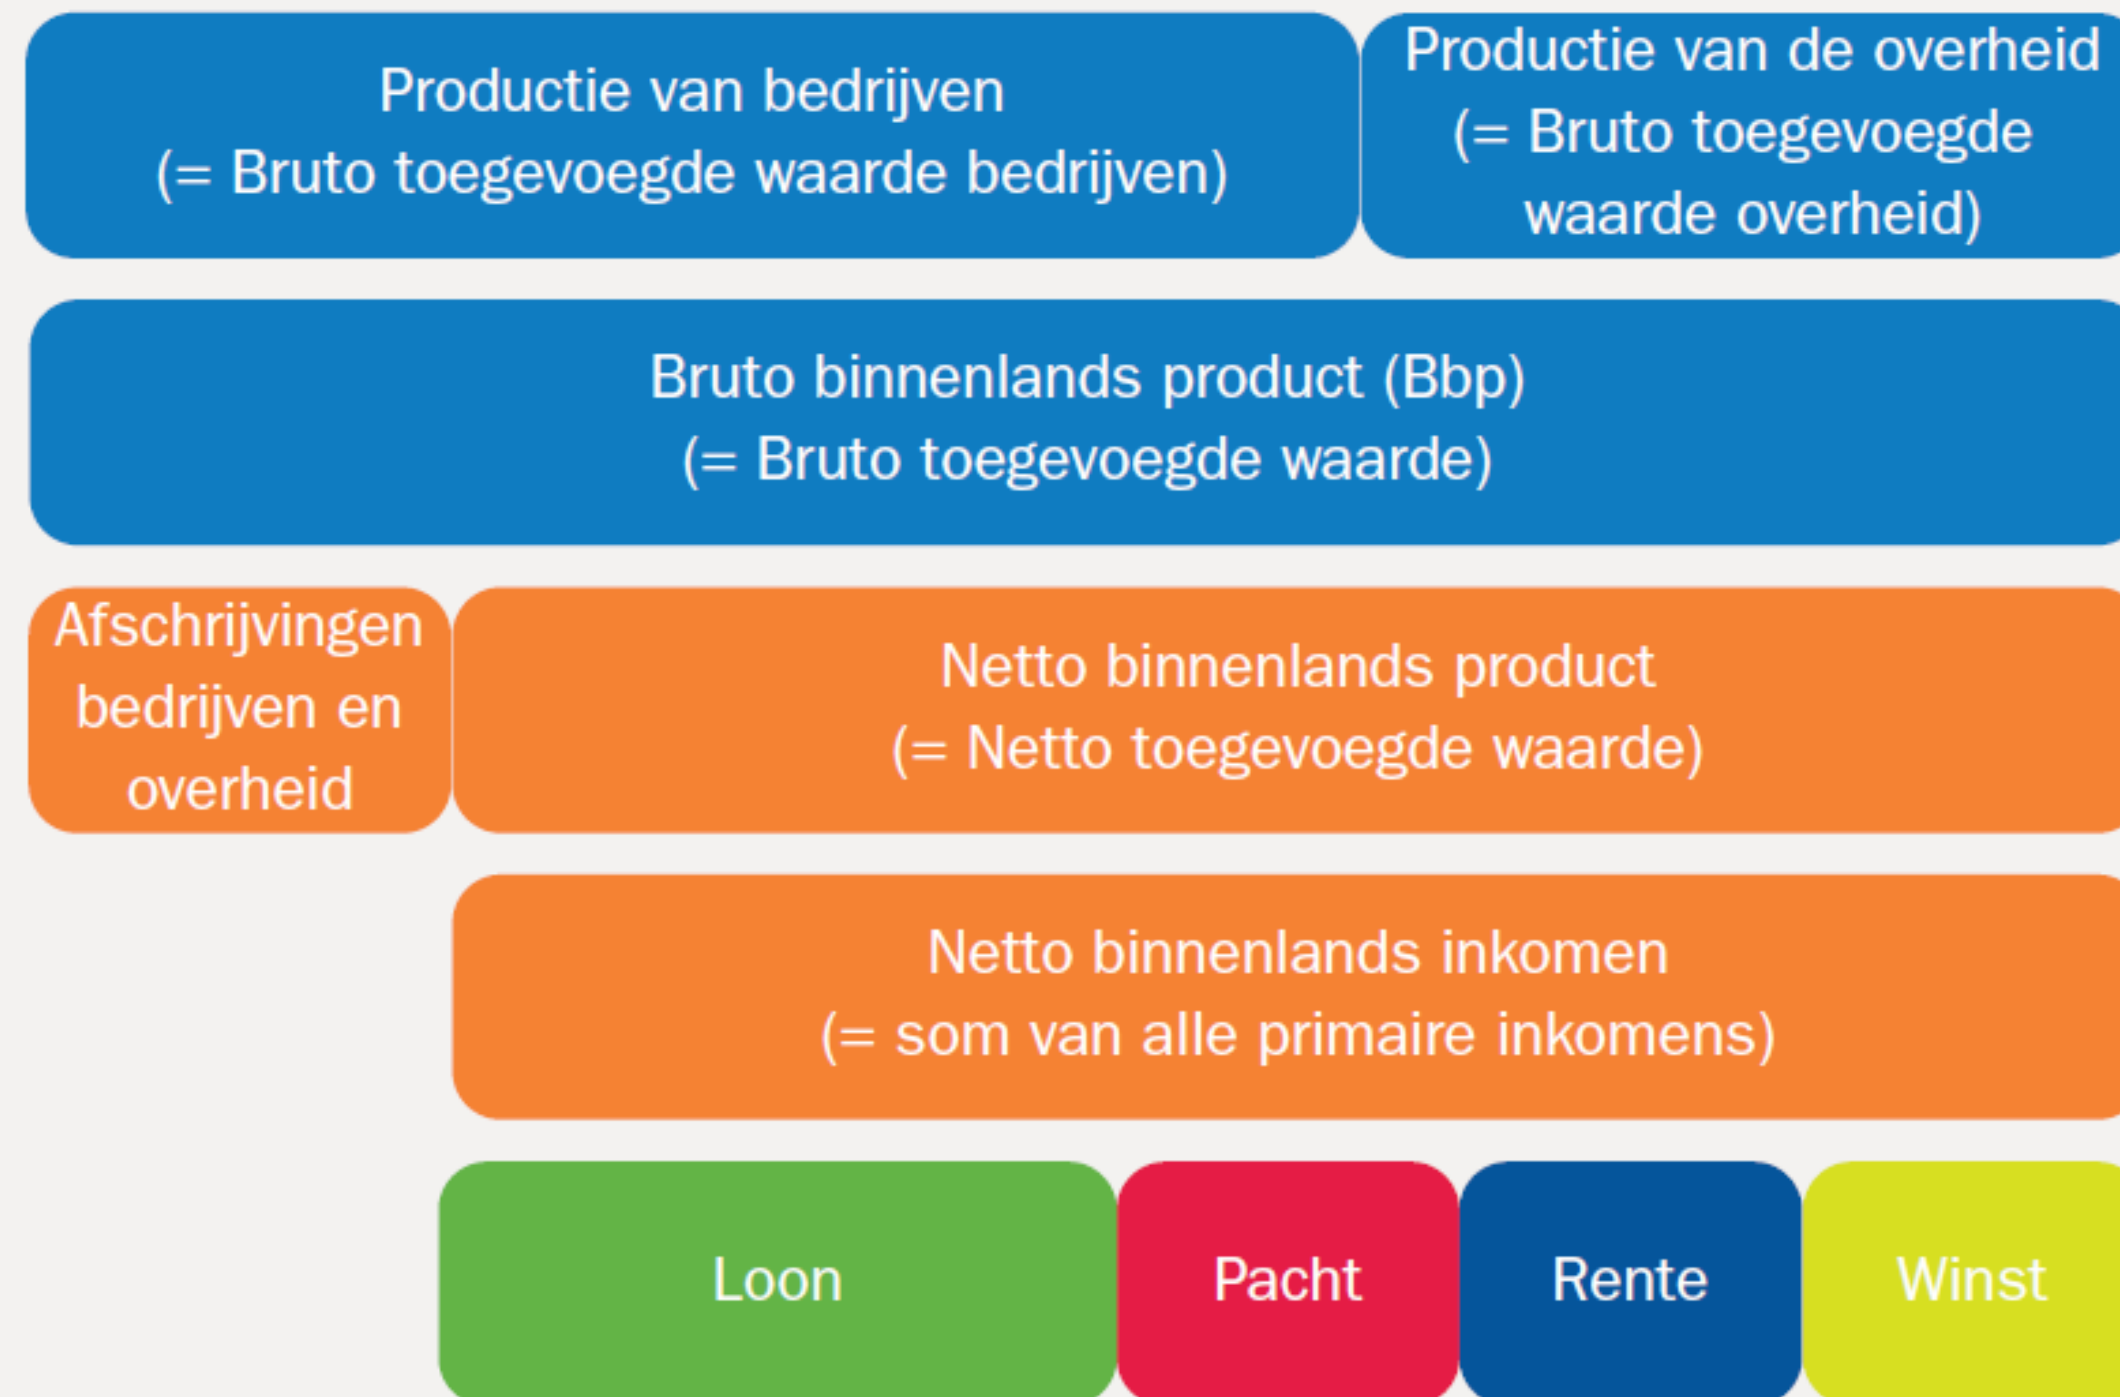 Productie van bedrijven
(= Bruto toegevoegde waarde bedrijven)
Productie van de overheid
(= Bruto toegevoegde
waarde overheid)
Bruto binnenlands product (Bbp)
(= Bruto toegevoegde waarde)
Afschrijvingen
bedrijven en
overheid
Netto binnenlands product
(= Netto toegevoegde waarde)
Netto binnenlands inkomen
(= som van alle primaire inkomens)
Loon
Pacht
Rente
Winst